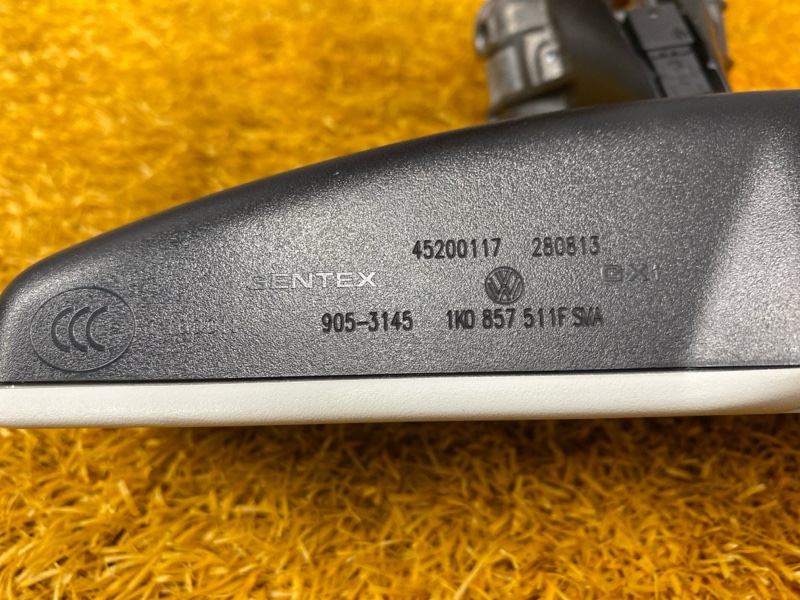 45200117 280813
GENTEX
CCC
905-3145 1K0 857 511F SWA